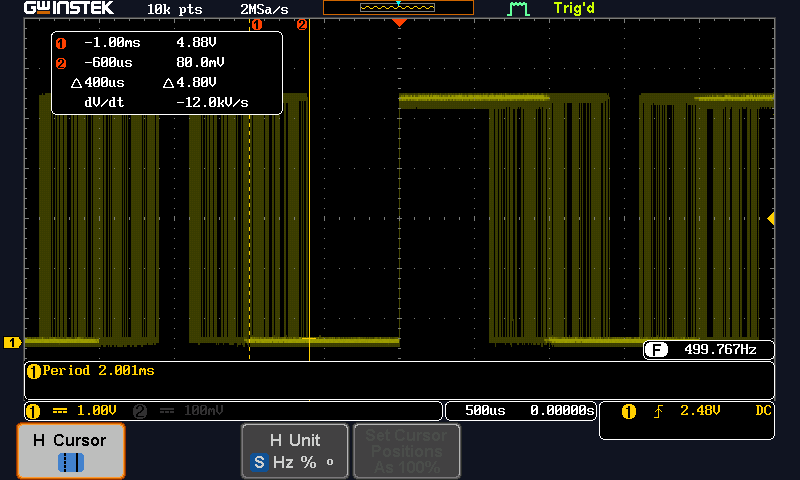 GWINSTEK 10k pts 2MSa/s Trig'd
1 2
1 -1.00ms 4.88V
2 -600us 80.0mV
△400us △4.80V
dV/dt -12.0kV/s
1
F 499.767Hz
1 Period 2.001ms
1 1.00V 2 100mV 500us 0.00000s 1 2.48V DC
H Cursor
H Unit
S Hz % °
Set Cursor
Positions
As 100%